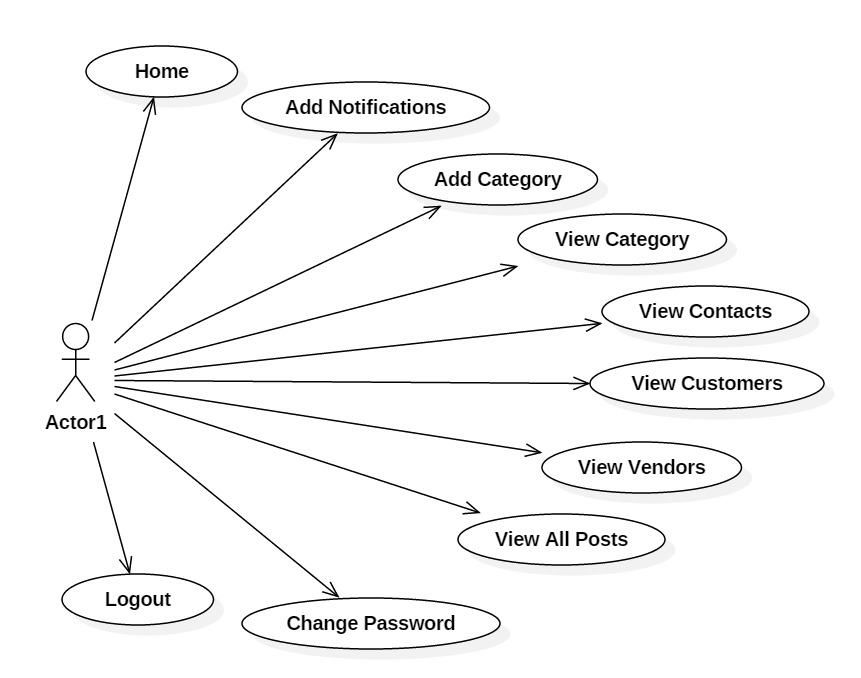 Home
Add Notifications
Add Category
View Category
View Contacts
View Customers
Actor1
View Vendors
View All Posts
Logout
Change Password